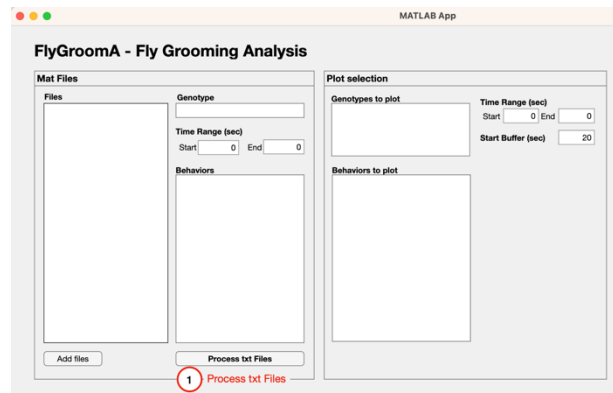 MATLAB App
FlyGroomA - Fly Grooming Analysis
Mat Files
Files
Genotype
Time Range (sec)
Start 0 End 0
Behaviors
Add files
Process txt Files
1 Process txt Files
Plot selection
Genotypes to plot
Time Range (sec)
Start 0 End 0
Start Buffer (sec) 20
Behaviors to plot